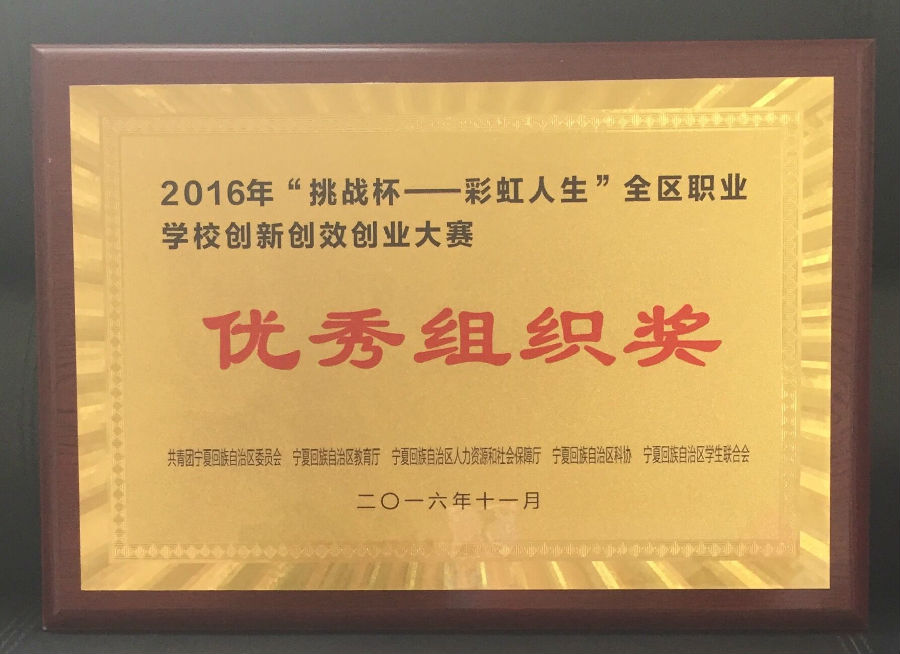 2016年“挑战杯——彩虹人生”全区职业
学校创新创效创业大赛
优秀组织奖
共青团宁夏回族自治区委员会 宁夏回族自治区教育厅 宁夏回族自治区人力资源和社会保障厅 宁夏回族自治区科协 宁夏回族自治区学生联合会
二〇一六年十一月